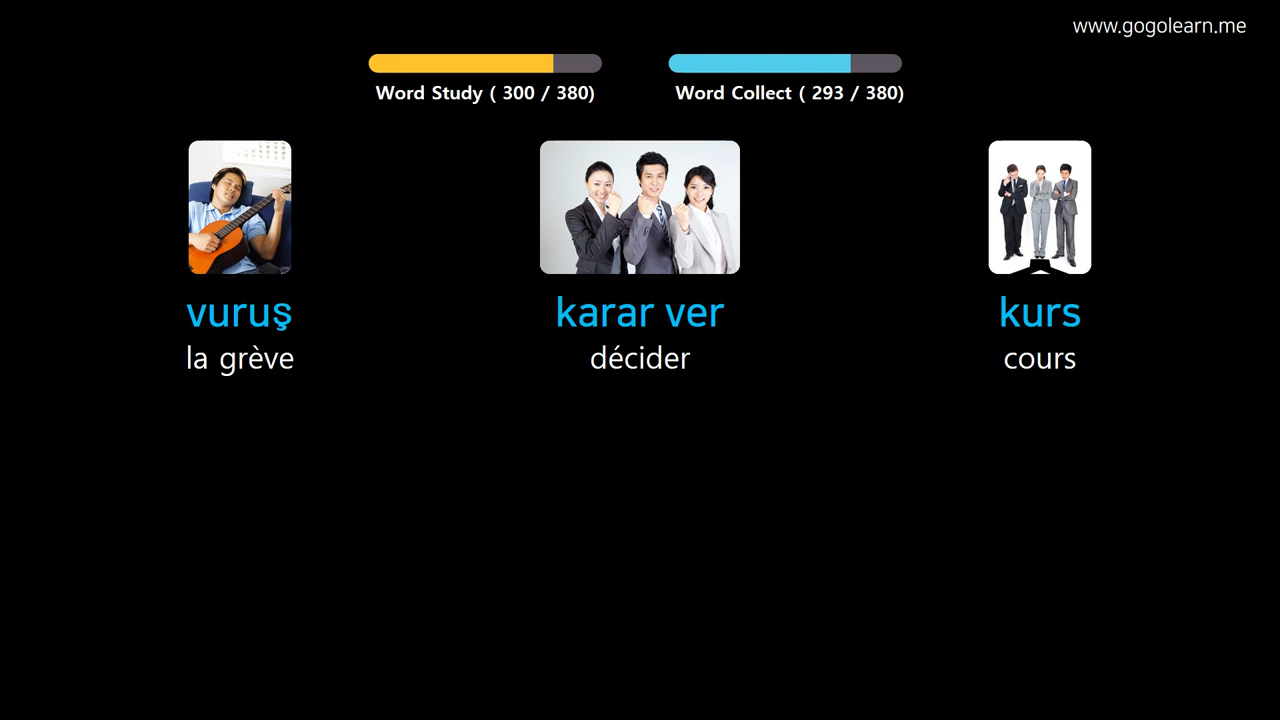 www.gogolearn.me
Word Study ( 300 / 380)
Word Collect ( 293 / 380)
vuruş
la grève
karar ver
décider
kurs
cours